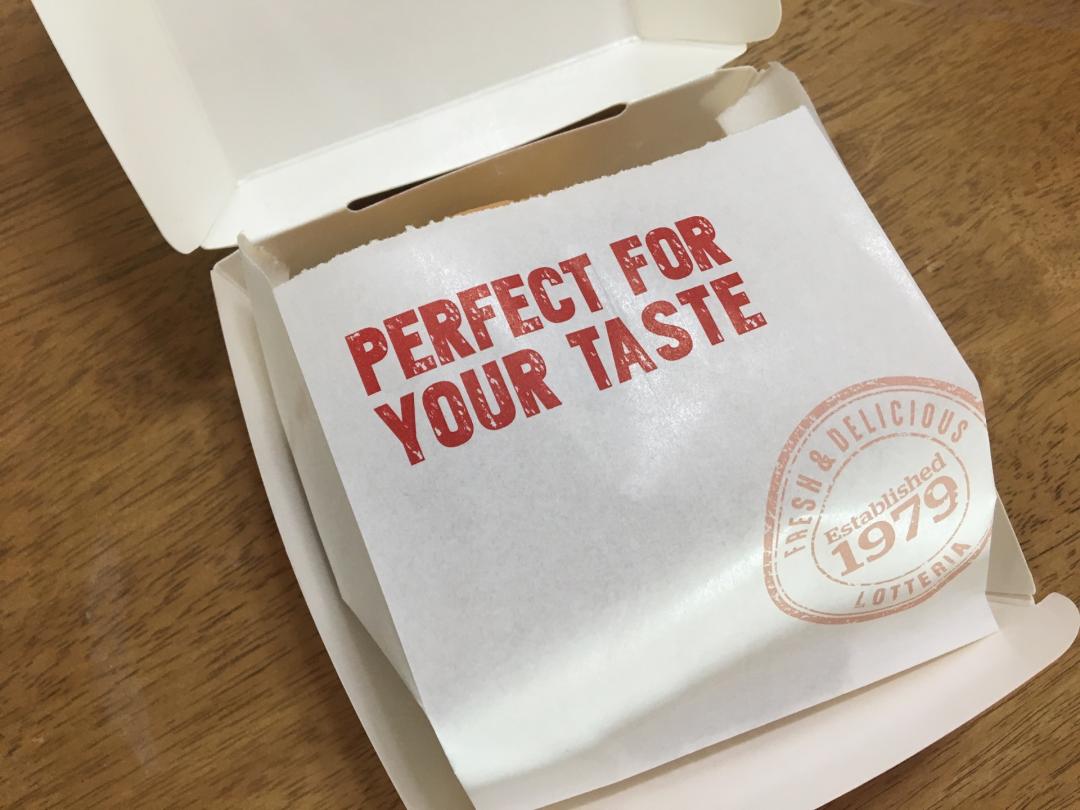 PERFECT FOR
YOUR TASTE
FRESH & DELICIOUS
Established
1979
LOTTERIA